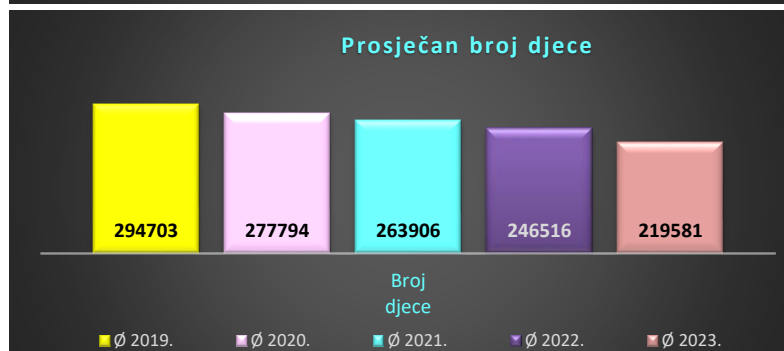 Prosječan broj djece
294703 277794 263906 246516 219581
Broj
djece
Ø 2019. Ø 2020. Ø 2021. Ø 2022. Ø 2023.